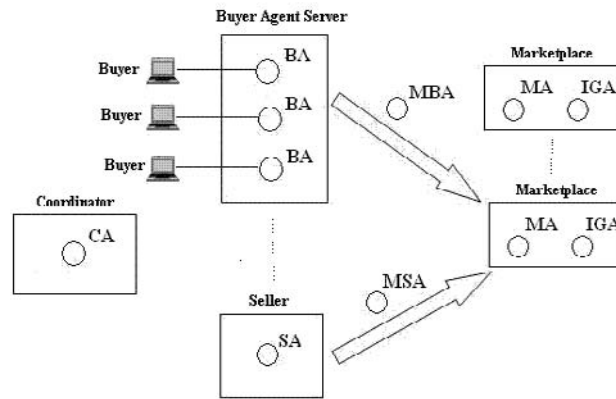 Buyer Agent Server
Marketplace
Buyer
BA
MBA
MA
IGA
Buyer
BA
Buyer
BA
Marketplace
Coordinator
MA
IGA
CA
MSA
Seller
SA